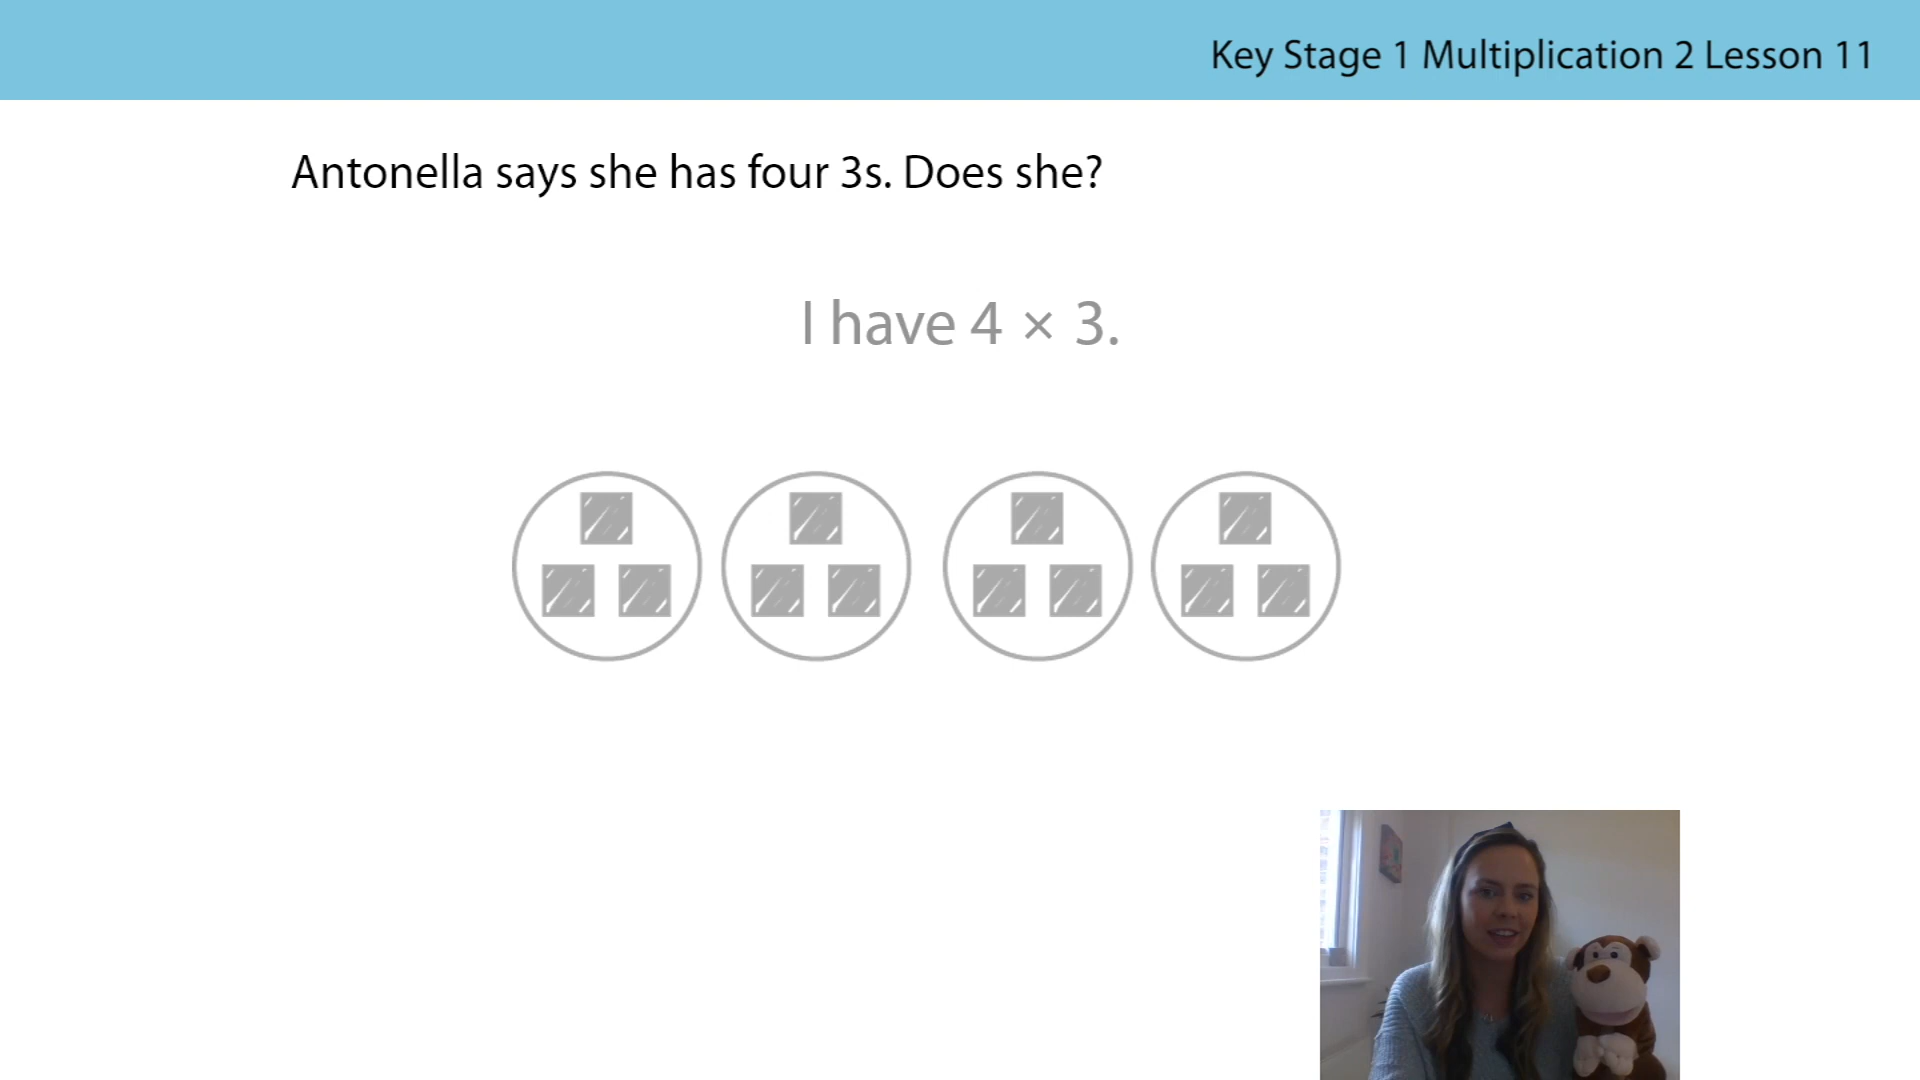 Key Stage 1 Multiplication 2 Lesson 11
Antonella says she has four 3s. Does she?
I have 4 × 3.